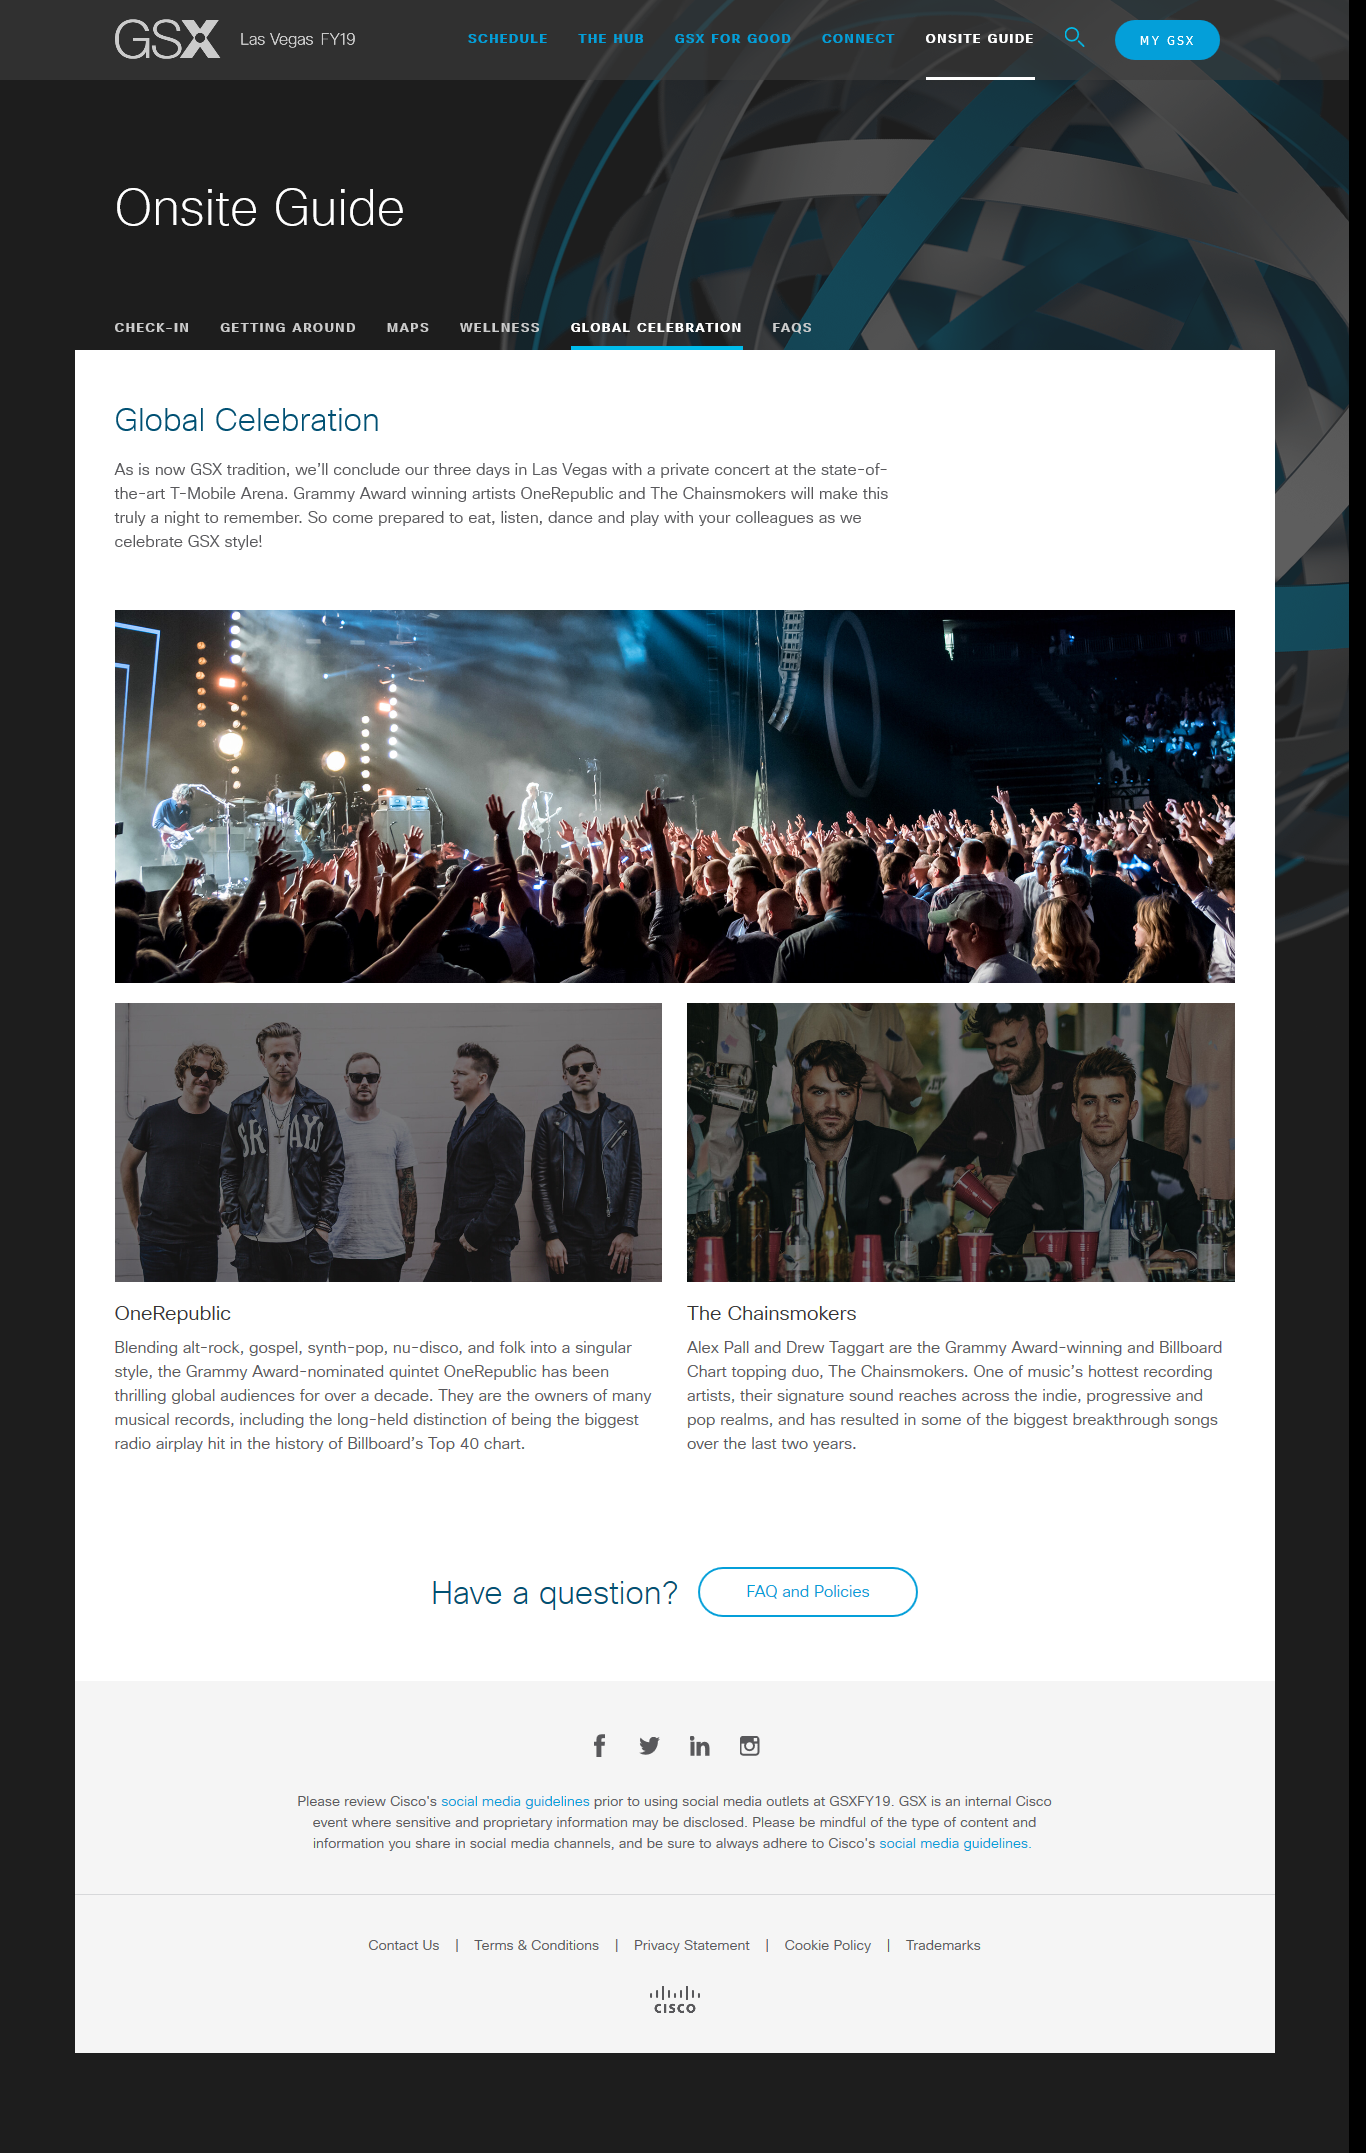 GSX Las Vegas FY19 SCHEDULE THE HUB GSX FOR GOOD CONNECT ONSITE GUIDE MY GSX
Onsite Guide
CHECK-IN GETTING AROUND MAPS WELLNESS GLOBAL CELEBRATION FAQS
Global Celebration
As is now GSX tradition, we'll conclude our three days in Las Vegas with a private concert at the state-of-
the-art T-Mobile Arena. Grammy Award winning artists OneRepublic and The Chainsmokers will make this
truly a night to remember. So come prepared to eat, listen, dance and play with your colleagues as we
celebrate GSX style!
OneRepublic
Blending alt-rock, gospel, synth-pop, nu-disco, and folk into a singular
style, the Grammy Award-nominated quintet OneRepublic has been
thrilling global audiences for over a decade. They are the owners of many
musical records, including the long-held distinction of being the biggest
radio airplay hit in the history of Billboard's Top 40 chart.
The Chainsmokers
Alex Pall and Drew Taggart are the Grammy Award-winning and Billboard
Chart topping duo, The Chainsmokers. One of music's hottest recording
artists, their signature sound reaches across the indie, progressive and
pop realms, and has resulted in some of the biggest breakthrough songs
over the last two years.
Have a question? FAQ and Policies
Please review Cisco's social media guidelines prior to using social media outlets at GSXFY19. GSX is an internal Cisco
event where sensitive and proprietary information may be disclosed. Please be mindful of the type of content and
information you share in social media channels, and be sure to always adhere to Cisco's social media guidelines.
Contact Us | Terms & Conditions | Privacy Statement | Cookie Policy | Trademarks
CISCO